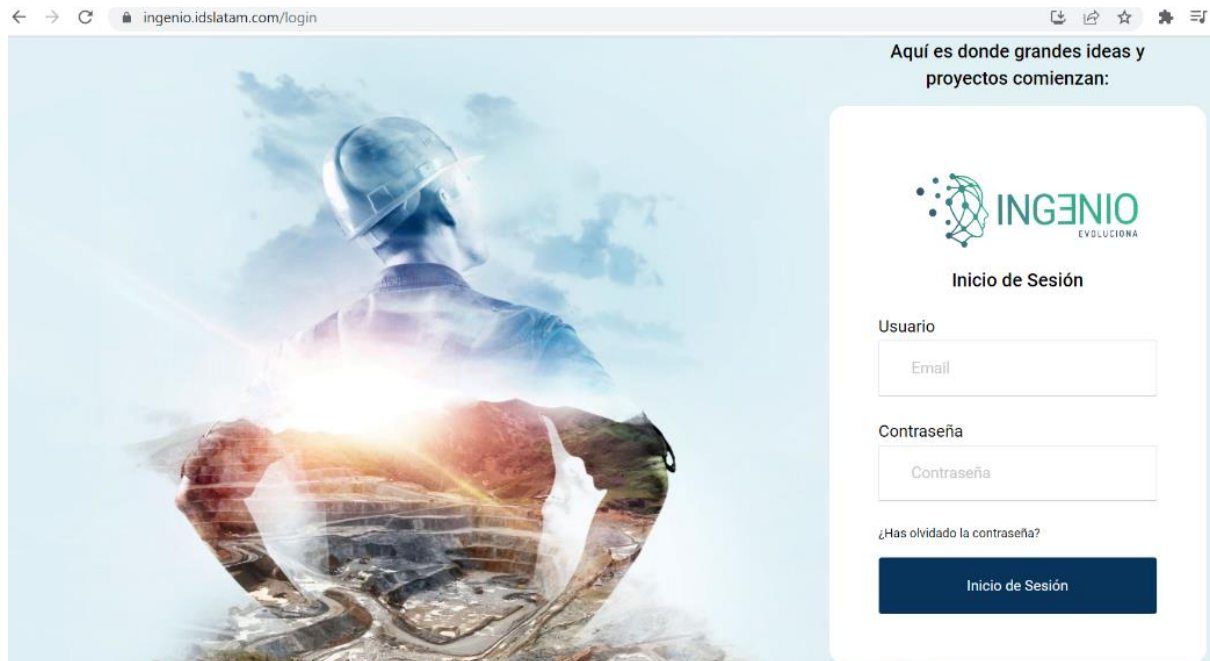 ingenio.idslatam.com/login
Aquí es donde grandes ideas y
proyectos comienzan:
INGƎNIO
EVOLUCIONA
Inicio de Sesión
Usuario
Email
Contraseña
Contraseña
¿Has olvidado la contraseña?
Inicio de Sesión